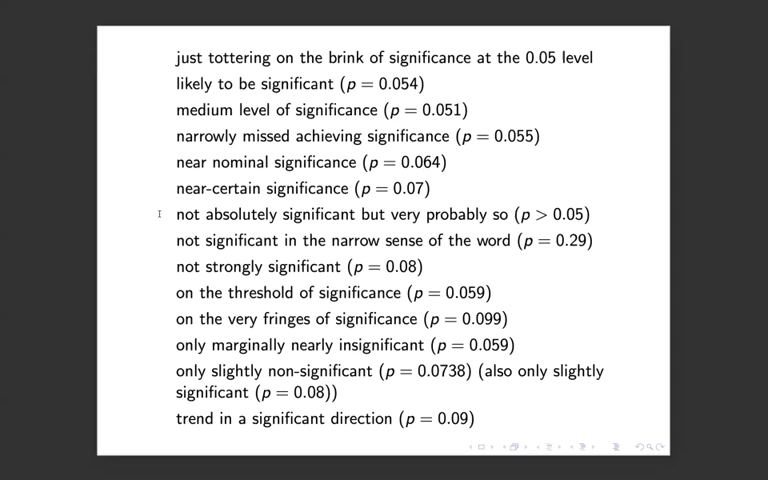 just tottering on the brink of significance at the 0.05 level
likely to be significant (p = 0.054)
medium level of significance (p = 0.051)
narrowly missed achieving significance (p = 0.055)
near nominal significance (p = 0.064)
near-certain significance (p = 0.07)
not absolutely significant but very probably so (p > 0.05)
not significant in the narrow sense of the word (p = 0.29)
not strongly significant (p = 0.08)
on the threshold of significance (p = 0.059)
on the very fringes of significance (p = 0.099)
only marginally nearly insignificant (p = 0.059)
only slightly non-significant (p = 0.0738) (also only slightly
significant (p = 0.08))
trend in a significant direction (p = 0.09)